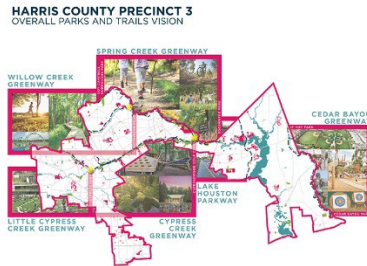 HARRIS COUNTY PRECINCT 3
OVERALL PARKS AND TRAILS VISION
SPRING CREEK GREENWAY
WILLOW CREEK
GREENWAY
CEDAR BAYOU
GREENWAY
LAKE
HOUSTON
PARKWAY
LITTLE CYPRESS
CREEK GREENWAY
CYPRESS
CREEK
GREENWAY